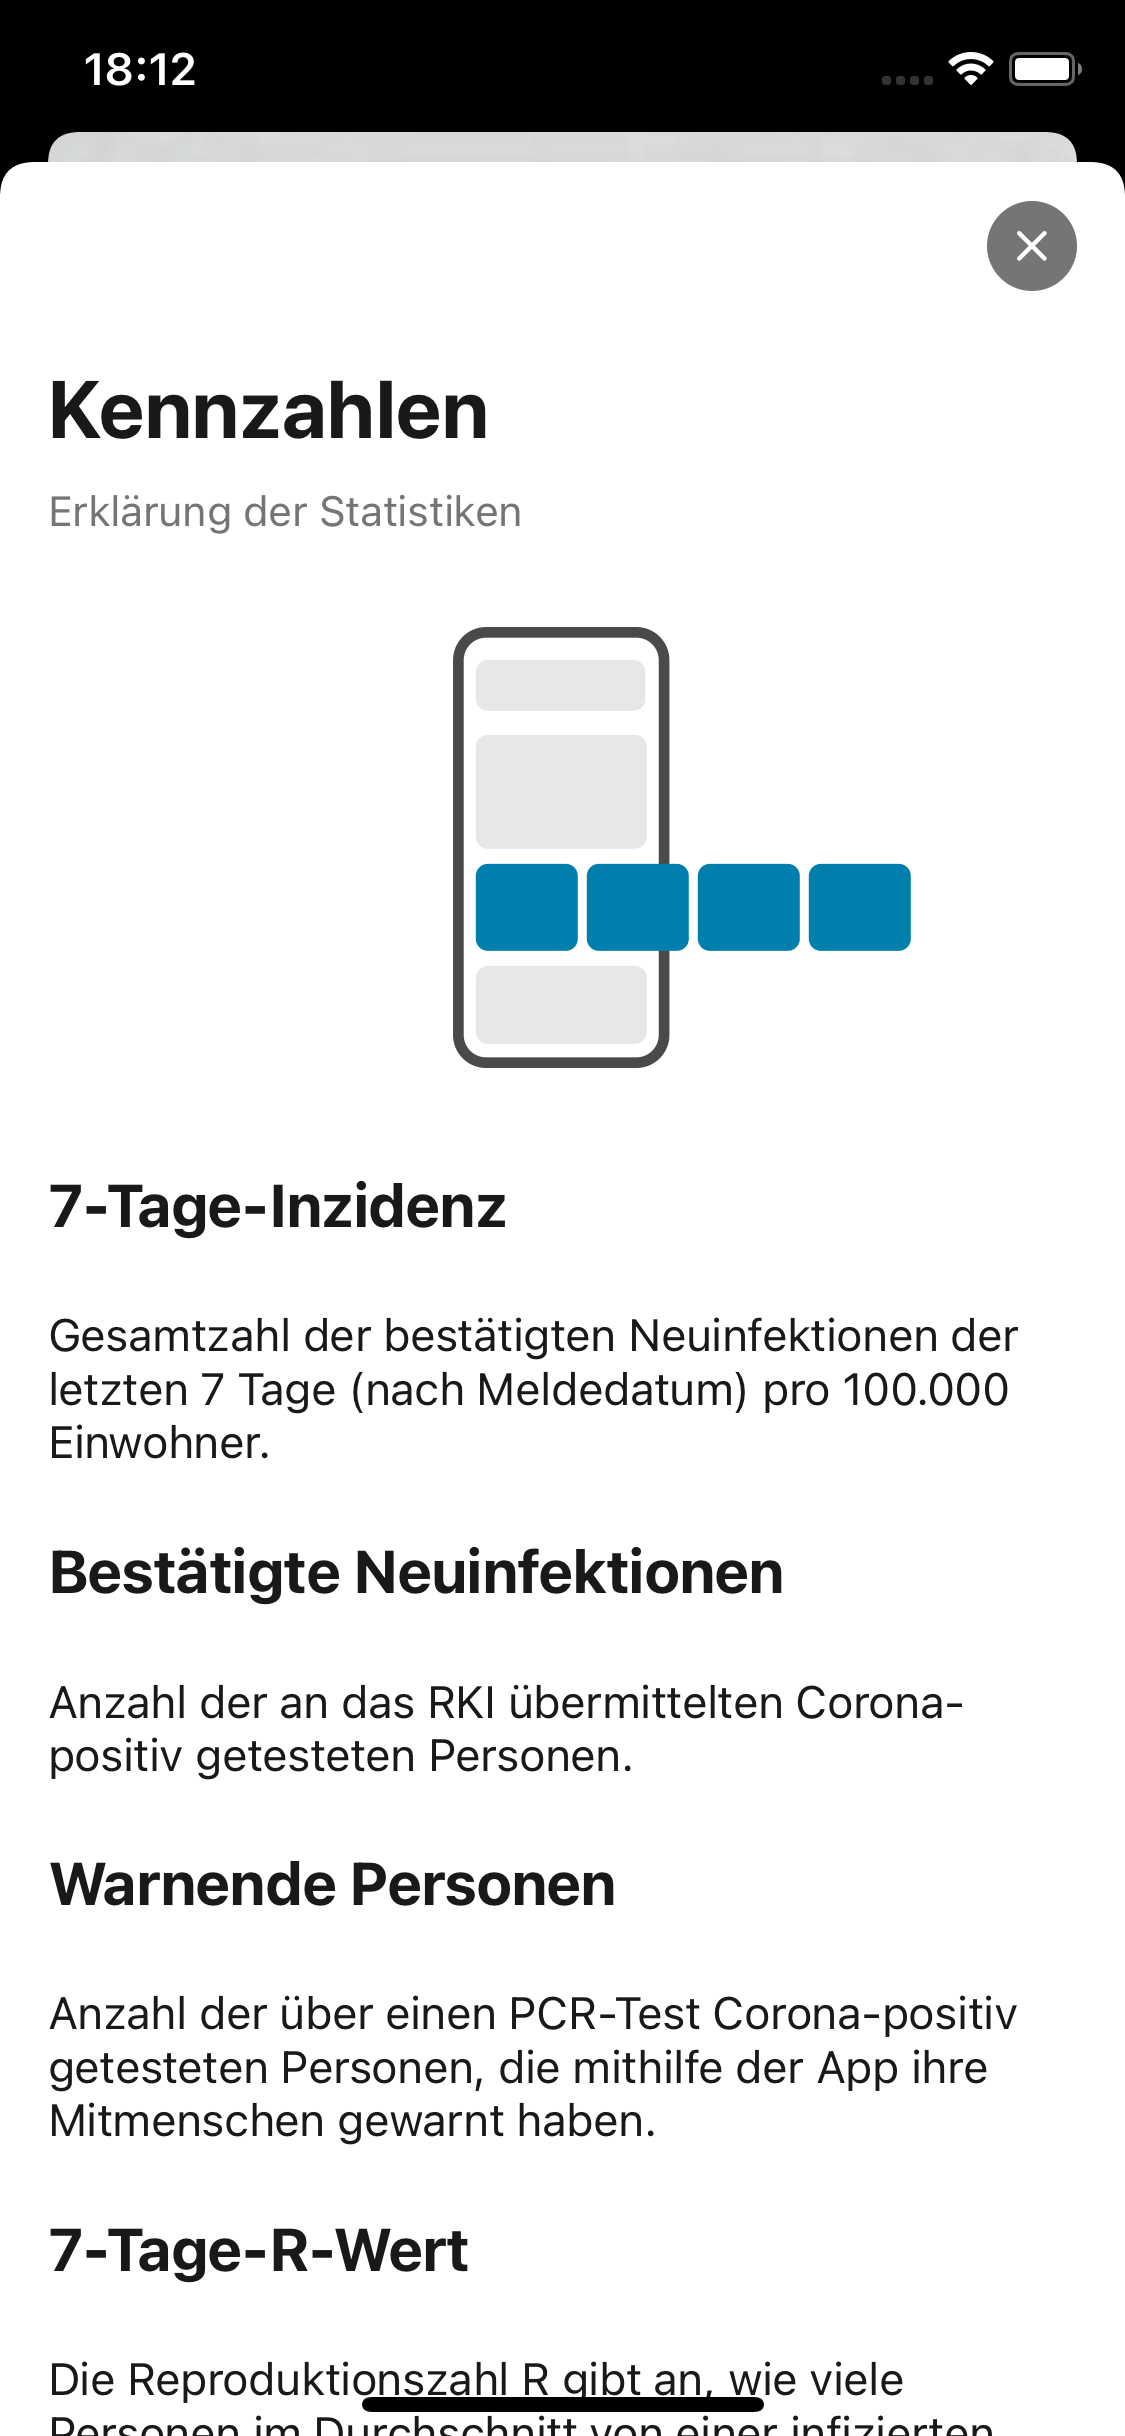 18:12
Kennzahlen
Erklärung der Statistiken
7-Tage-Inzidenz
Gesamtzahl der bestätigten Neuinfektionen der
letzten 7 Tage (nach Meldedatum) pro 100.000
Einwohner.
Bestätigte Neuinfektionen
Anzahl der an das RKI übermittelten Corona-
positiv getesteten Personen.
Warnende Personen
Anzahl der über einen PCR-Test Corona-positiv
getesteten Personen, die mithilfe der App ihre
Mitmenschen gewarnt haben.
7-Tage-R-Wert
Die Reproduktionszahl R gibt an, wie viele
Personen im Durchschnitt von einer infizierten